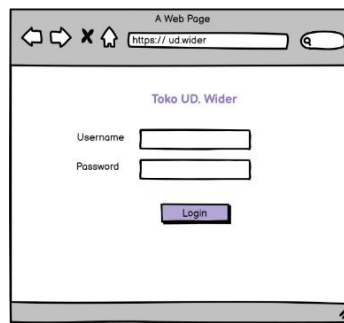 A Web Page
https:// ud.wider
Toko UD. Wider
Username
Password
Login